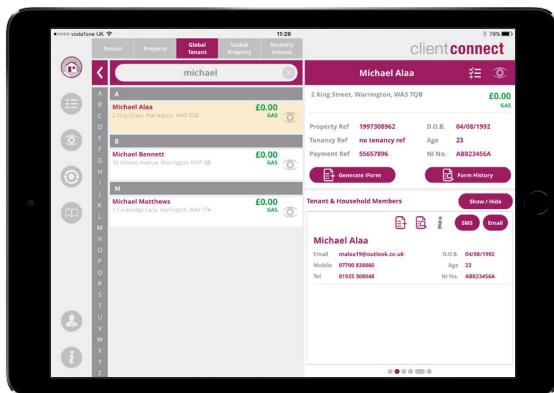 vodafone UK
11:28
79%
Tenant
Property
Global Tenant
Global Property
Recently Viewed
clientconnect
michael
Michael Alaa
A
Michael Alaa
£0.00
2 King Street, Warrington, WA3 7QB
GAS
B
Michael Bennett
£0.00
GAS
M
Michael Matthews
£0.00
GAS
A
B
C
D
E
F
G
H
I
J
K
L
M
N
O
P
Q
R
S
T
U
V
W
X
Y
Z
2 King Street, Warrington, WA3 7QB
£0.00
GAS
Property Ref 1997308962 D.O.B. 04/08/1992
Tenancy Ref no tenancy ref Age 23
Payment Ref 55657896 NI No. AB823456A
Generate iForm
Form History
Tenant & Household Members
Show / Hide
SMS
Email
Michael Alaa
Email malaa19@outlook.co.uk D.O.B. 04/08/1992
Mobile 07700 838860 Age 23
Tel 01925 308048 NI No. AB823456A